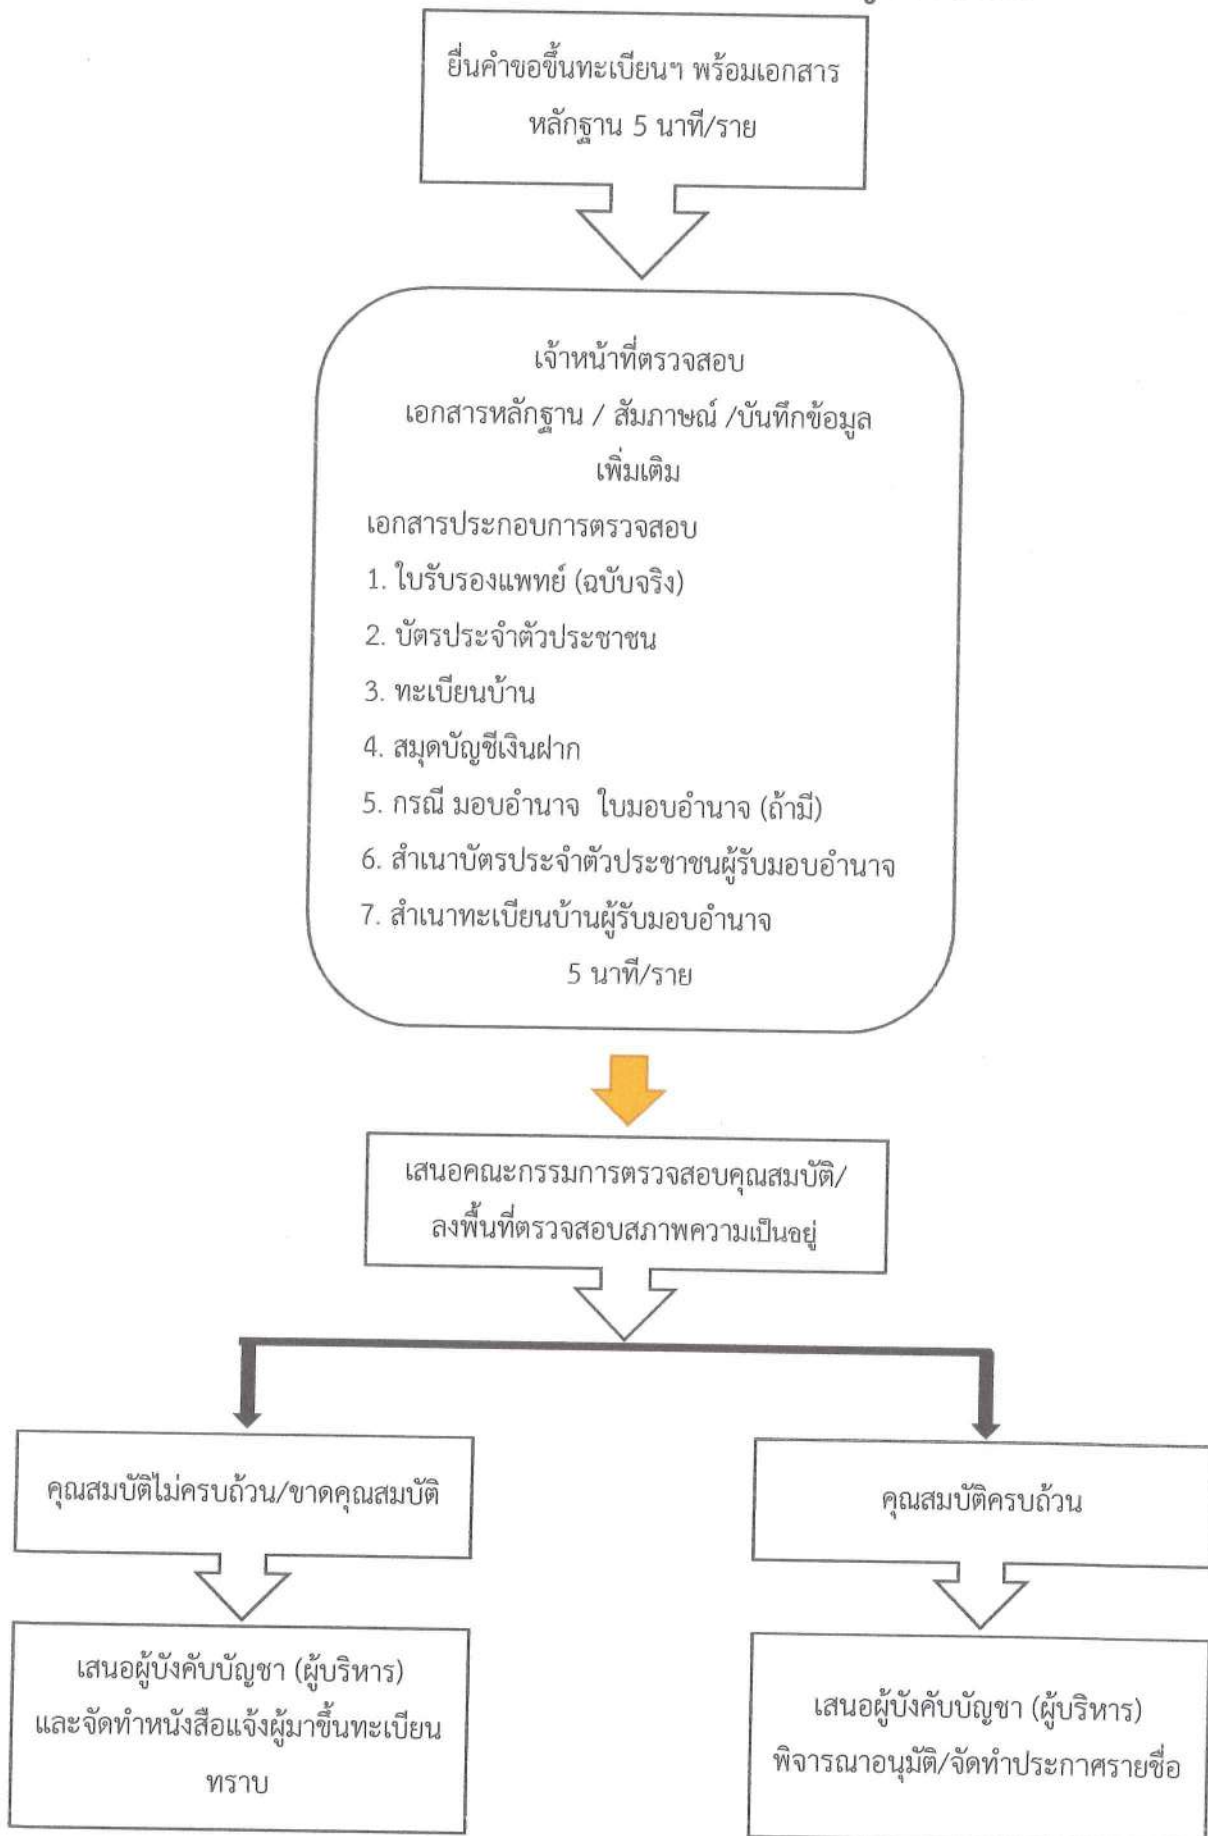 ยื่นคำขอขึ้นทะเบียนฯ พร้อมเอกสาร
หลักฐาน 5 นาที/ราย
เจ้าหน้าที่ตรวจสอบ
เอกสารหลักฐาน / สัมภาษณ์ /บันทึกข้อมูล
เพิ่มเติม
เอกสารประกอบการตรวจสอบ
1. ใบรับรองแพทย์ (ฉบับจริง)
2. บัตรประจำตัวประชาชน
3. ทะเบียนบ้าน
4. สมุดบัญชีเงินฝาก
5. กรณี มอบอำนาจ ใบมอบอำนาจ (ถ้ามี)
6. สำเนาบัตรประจำตัวประชาชนผู้รับมอบอำนาจ
7. สำเนาทะเบียนบ้านผู้รับมอบอำนาจ
5 นาที/ราย
เสนอคณะกรรมการตรวจสอบคุณสมบัติ/
ลงพื้นที่ตรวจสอบสภาพความเป็นอยู่
คุณสมบัติไม่ครบถ้วน/ขาดคุณสมบัติ
คุณสมบัติครบถ้วน
เสนอผู้บังคับบัญชา (ผู้บริหาร)
และจัดทำหนังสือแจ้งผู้มาขึ้นทะเบียน
ทราบ
เสนอผู้บังคับบัญชา (ผู้บริหาร)
พิจารณาอนุมัติ/จัดทำประกาศรายชื่อ